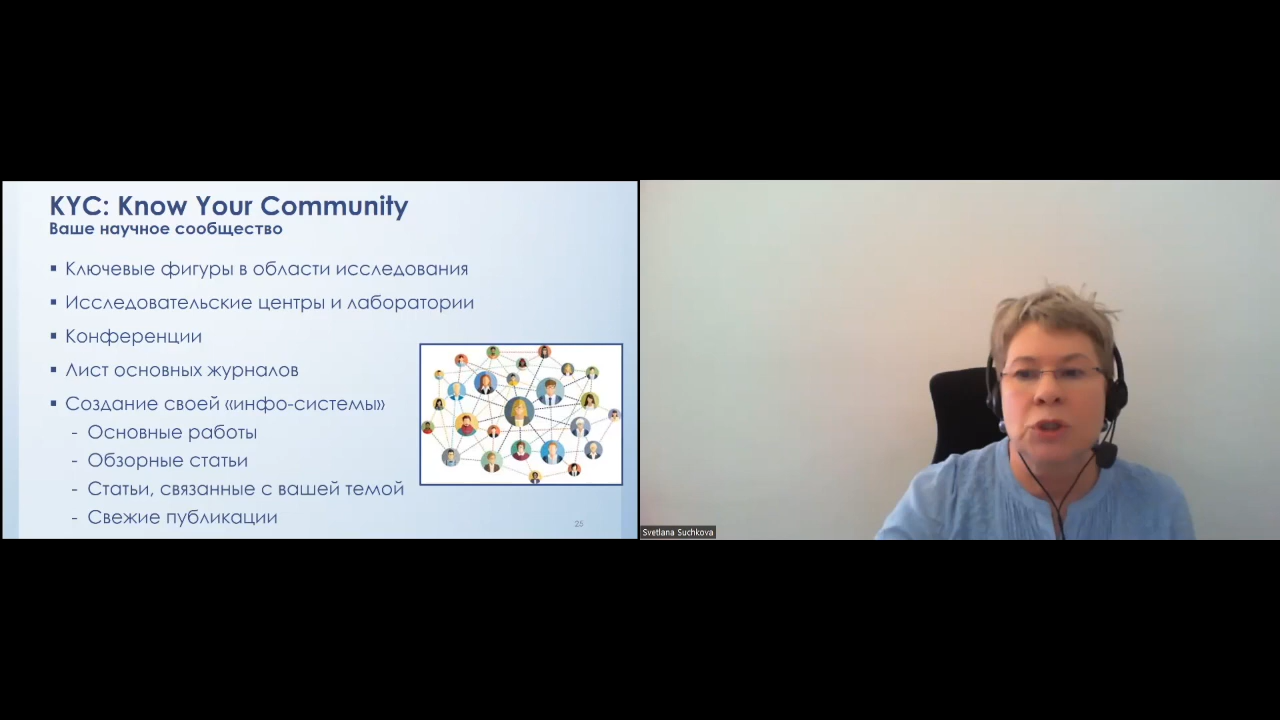 KYC: Know Your Community
Ваше научное сообщество
▪ Ключевые фигуры в области исследования
▪ Исследовательские центры и лаборатории
▪ Конференции
▪ Лист основных журналов
▪ Создание своей «инфо-системы»
- Основные работы
- Обзорные статьи
- Статьи, связанные с вашей темой
- Свежие публикации
25
Svetlana Suchkova